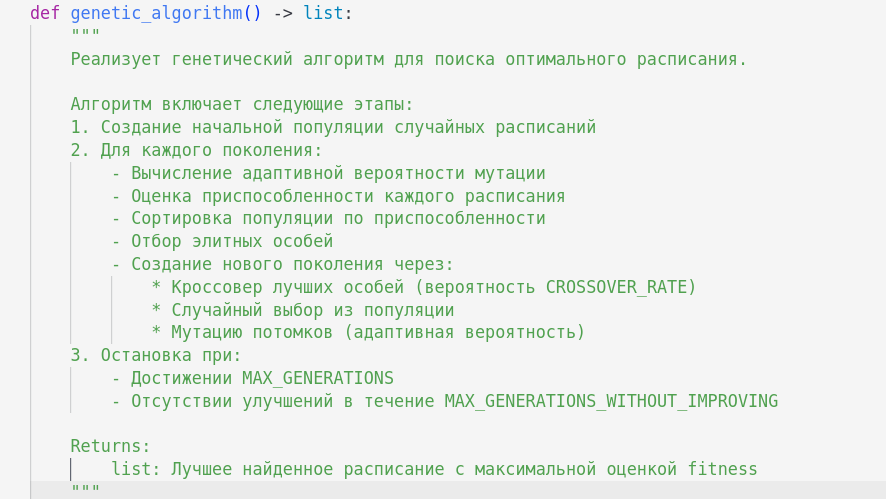 def genetic_algorithm() -> list:
"""
Реализует генетический алгоритм для поиска оптимального расписания.
Алгоритм включает следующие этапы:
1. Создание начальной популяции случайных расписаний
2. Для каждого поколения:
- Вычисление адаптивной вероятности мутации
- Оценка приспособленности каждого расписания
- Сортировка популяции по приспособленности
- Отбор элитных особей
- Создание нового поколения через:
* Кроссовер лучших особей (вероятность CROSSOVER_RATE)
* Случайный выбор из популяции
* Мутацию потомков (адаптивная вероятность)
3. Остановка при:
- Достижении MAX_GENERATIONS
- Отсутствии улучшений в течение MAX_GENERATIONS_WITHOUT_IMPROVING
Returns:
list: Лучшее найденное расписание с максимальной оценкой fitness
"""